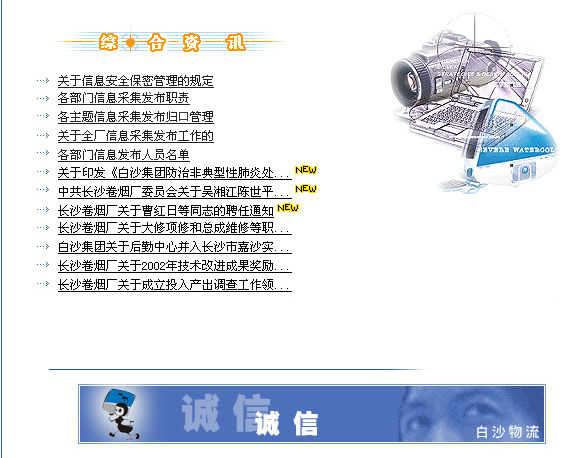 综合资讯
关于信息安全保密管理的规定
各部门信息采集发布职责
各主题信息采集发布归口管理
关于全厂信息采集发布工作的
各部门信息发布人员名单
关于印发《白沙集团防治非典型性肺炎处... NEW
中共长沙卷烟厂委员会关于吴湘江陈世平... NEW
长沙卷烟厂关于曹红日等同志的聘任通知 NEW
长沙卷烟厂关于大修项修和总成维修等职...
白沙集团关于后勤中心并入长沙市嘉沙实...
长沙卷烟厂关于2002年技术改进成果奖励...
长沙卷烟厂关于成立投入产出调查工作领...
SEVERE WATERCOLO
诚信
诚信
白沙物流